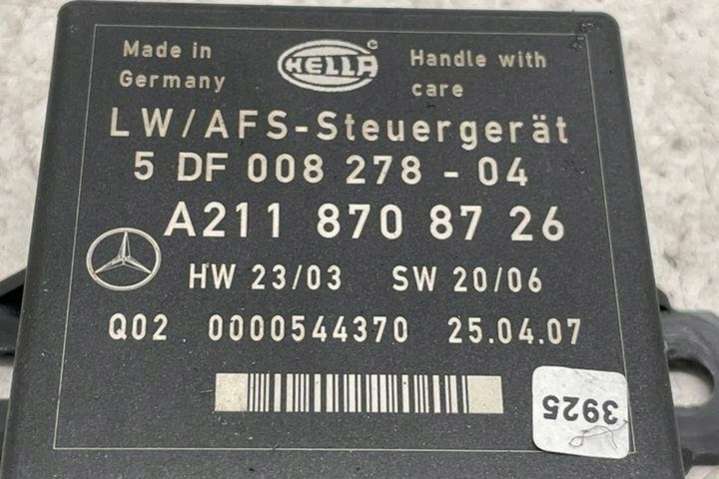 Made in
Germany
HELLA
Handle with
care
LW/AFS-Steuergerät
5 DF 008 278 - 04
A211 870 87 26
HW 23/03 SW 20/06
Q02 0000544370 25.04.07
3925